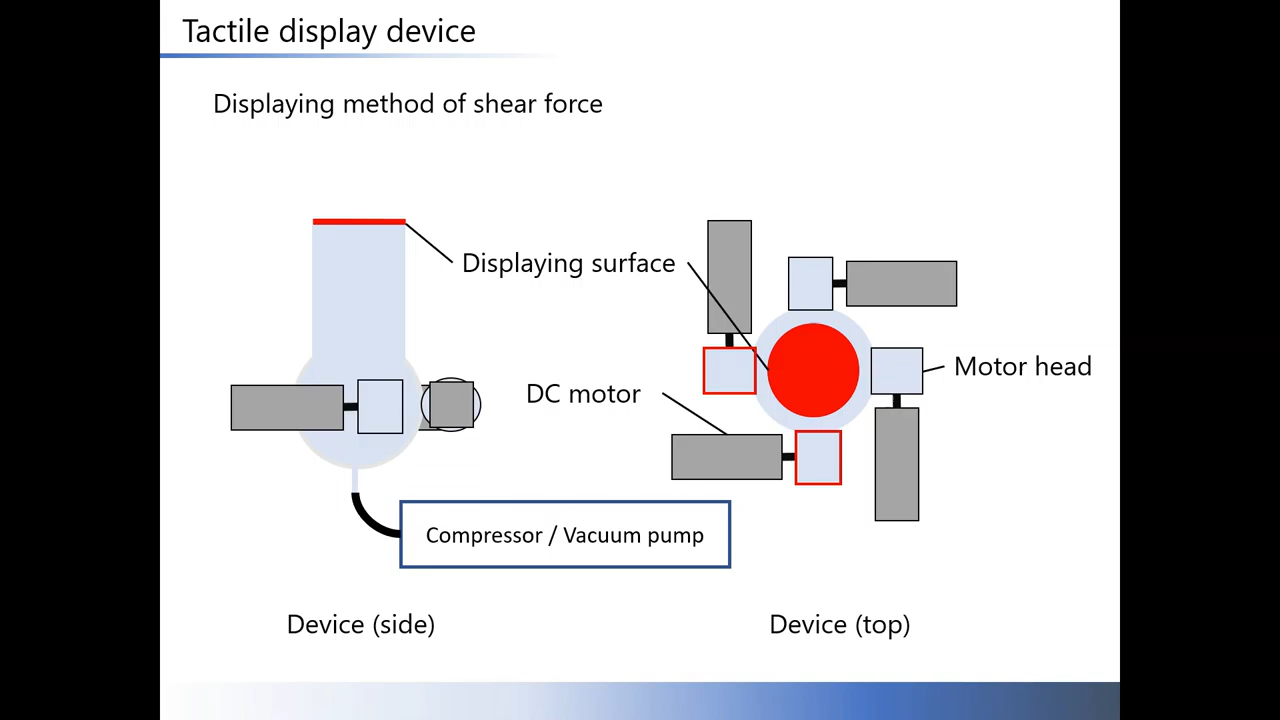 Tactile display device
Displaying method of shear force
Displaying surface
Motor head
DC motor
Compressor / Vacuum pump
Device (side)
Device (top)